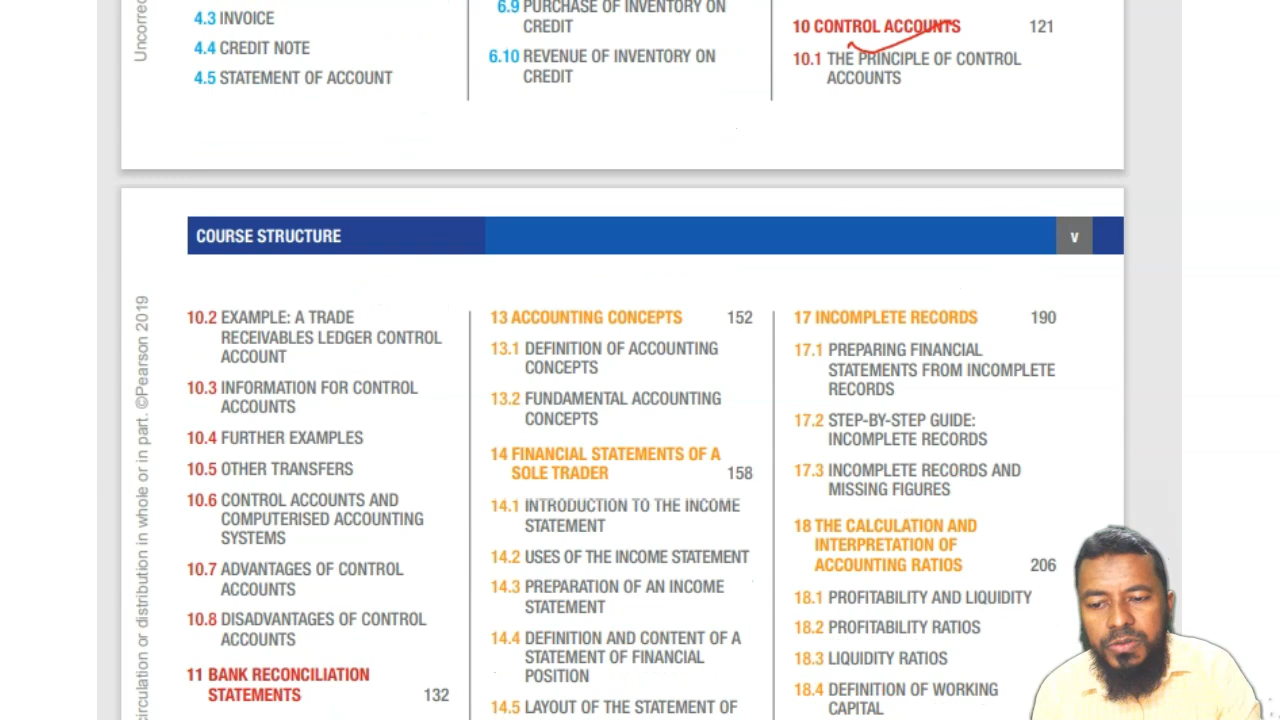 Uncorrec
4.3 INVOICE
4.4 CREDIT NOTE
4.5 STATEMENT OF ACCOUNT
6.9 PURCHASE OF INVENTORY ON
CREDIT
6.10 REVENUE OF INVENTORY ON
CREDIT
10 CONTROL ACCOUNTS 121
10.1 THE PRINCIPLE OF CONTROL
ACCOUNTS
COURSE STRUCTURE v
circulation or distribution in whole or in part. ©Pearson 2019
10.2 EXAMPLE: A TRADE
RECEIVABLES LEDGER CONTROL
ACCOUNT
10.3 INFORMATION FOR CONTROL
ACCOUNTS
10.4 FURTHER EXAMPLES
10.5 OTHER TRANSFERS
10.6 CONTROL ACCOUNTS AND
COMPUTERISED ACCOUNTING
SYSTEMS
10.7 ADVANTAGES OF CONTROL
ACCOUNTS
10.8 DISADVANTAGES OF CONTROL
ACCOUNTS
11 BANK RECONCILIATION
STATEMENTS 132
13 ACCOUNTING CONCEPTS 152
13.1 DEFINITION OF ACCOUNTING
CONCEPTS
13.2 FUNDAMENTAL ACCOUNTING
CONCEPTS
14 FINANCIAL STATEMENTS OF A
SOLE TRADER 158
14.1 INTRODUCTION TO THE INCOME
STATEMENT
14.2 USES OF THE INCOME STATEMENT
14.3 PREPARATION OF AN INCOME
STATEMENT
14.4 DEFINITION AND CONTENT OF A
STATEMENT OF FINANCIAL
POSITION
14.5 LAYOUT OF THE STATEMENT OF
17 INCOMPLETE RECORDS 190
17.1 PREPARING FINANCIAL
STATEMENTS FROM INCOMPLETE
RECORDS
17.2 STEP-BY-STEP GUIDE:
INCOMPLETE RECORDS
17.3 INCOMPLETE RECORDS AND
MISSING FIGURES
18 THE CALCULATION AND
INTERPRETATION OF
ACCOUNTING RATIOS 206
18.1 PROFITABILITY AND LIQUIDITY
18.2 PROFITABILITY RATIOS
18.3 LIQUIDITY RATIOS
18.4 DEFINITION OF WORKING
CAPITAL